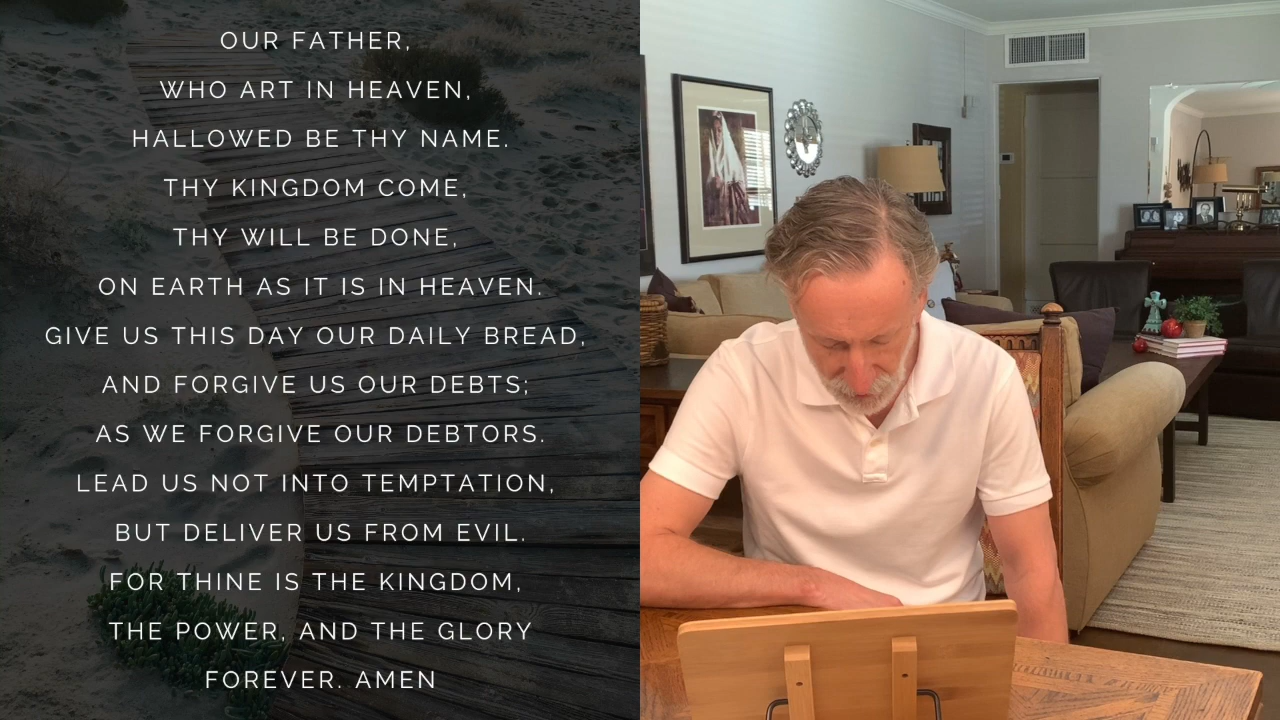 OUR FATHER,
WHO ART IN HEAVEN,
HALLOWED BE THY NAME.
THY KINGDOM COME,
THY WILL BE DONE,
ON EARTH AS IT IS IN HEAVEN.
GIVE US THIS DAY OUR DAILY BREAD,
AND FORGIVE US OUR DEBTS;
AS WE FORGIVE OUR DEBTORS.
LEAD US NOT INTO TEMPTATION,
BUT DELIVER US FROM EVIL.
FOR THINE IS THE KINGDOM,
THE POWER, AND THE GLORY
FOREVER. AMEN